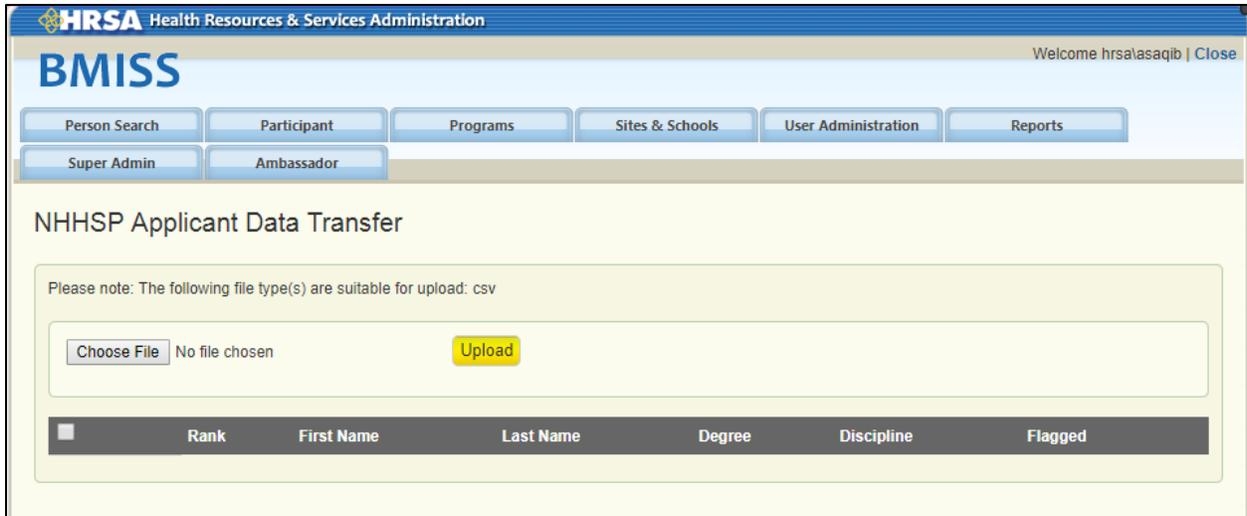 HRSA Health Resources & Services Administration
Welcome hrsa\asaqib | Close
BMISS
Person Search Participant Programs Sites & Schools User Administration Reports
Super Admin Ambassador
NHHSP Applicant Data Transfer
Please note: The following file type(s) are suitable for upload: csv
Choose File No file chosen Upload
Rank First Name Last Name Degree Discipline Flagged